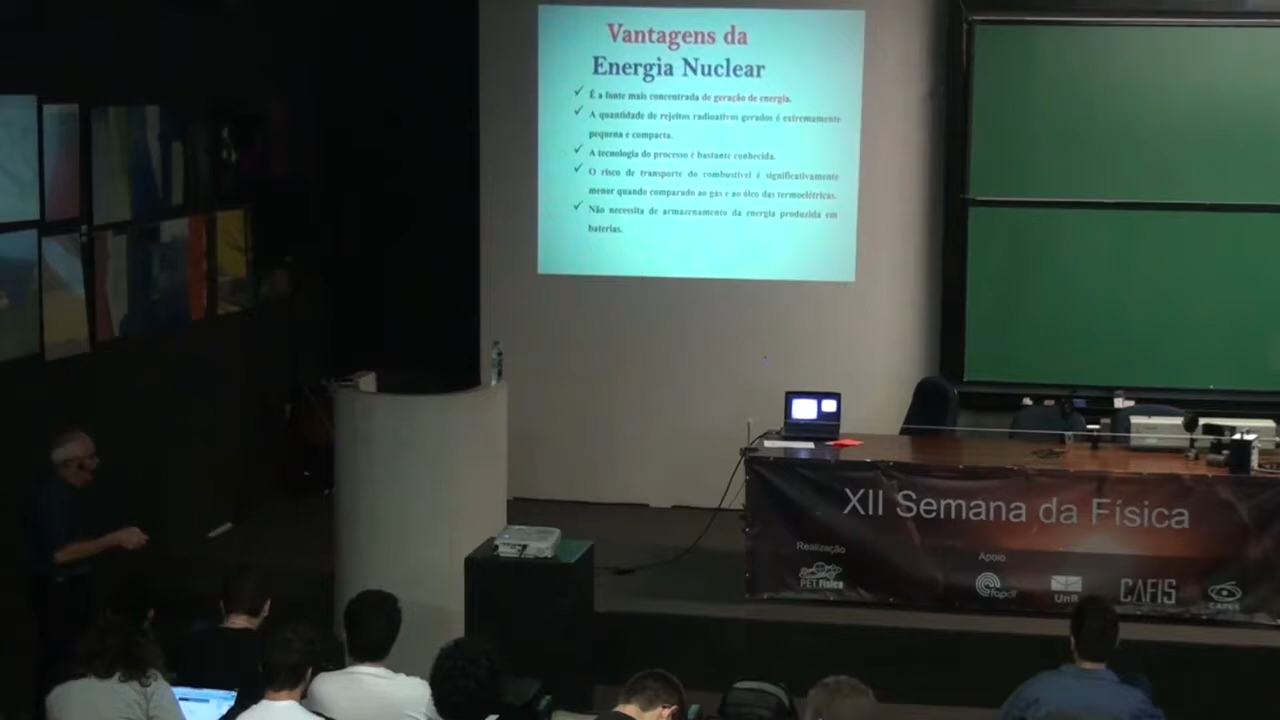 Vantagens da
Energia Nuclear
✓ É a fonte mais concentrada de geração de energia.
✓ A quantidade de rejeitos radioativos gerados é extremamente
pequena e compacta.
✓ A tecnologia do processo é bastante conhecida.
✓ O risco de transporte do combustível é significativamente
menor quando comparado ao gás e ao óleo das termoelétricas.
✓ Não necessita de armazenamento da energia produzida em
baterias.
XII Semana da Física
Realização
Apoio
PET Física
fapdf
UnB
CAFIS
CAPES